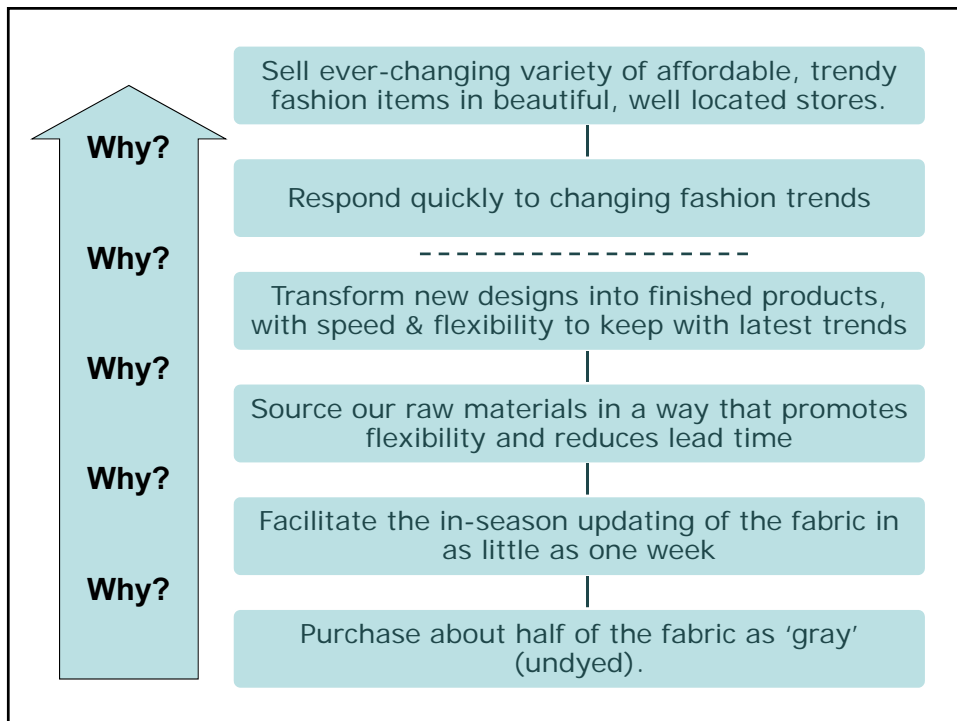 Sell ever-changing variety of affordable, trendy
fashion items in beautiful, well located stores.
Why?
Respond quickly to changing fashion trends
Why?
Transform new designs into finished products,
with speed & flexibility to keep with latest trends
Why?
Source our raw materials in a way that promotes
flexibility and reduces lead time
Why?
Facilitate the in-season updating of the fabric in
as little as one week
Why?
Purchase about half of the fabric as ‘gray’
(undyed).